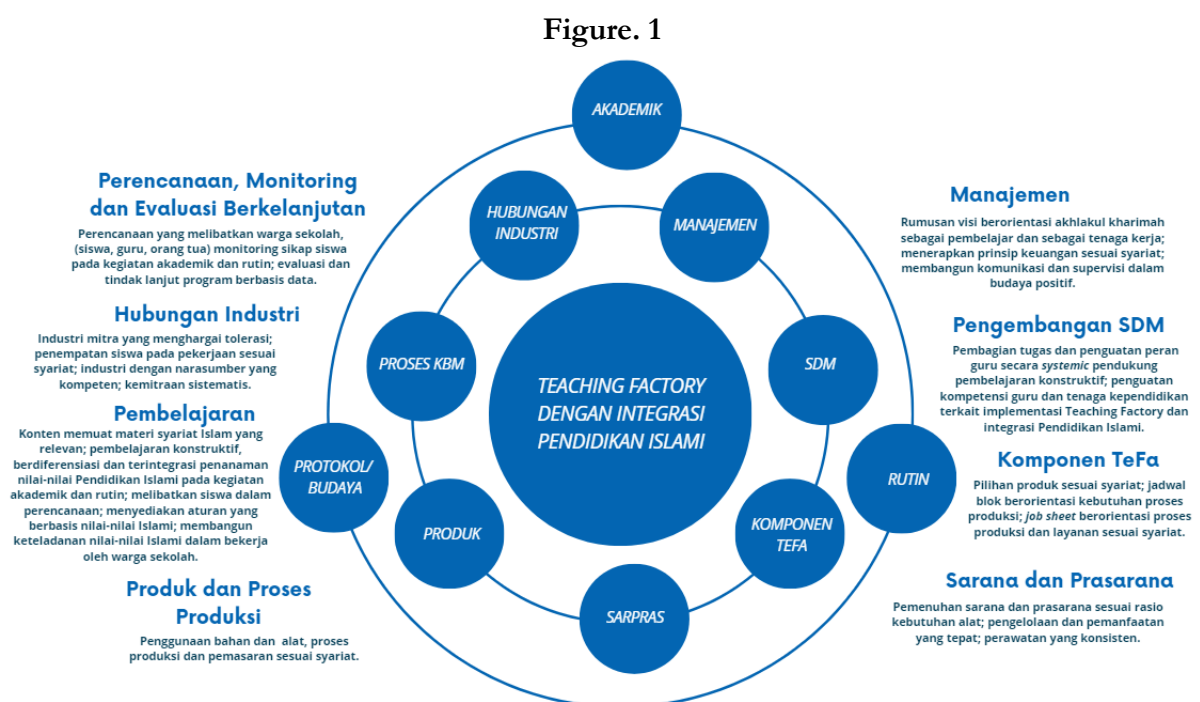 Figure. 1
AKADEMIK
HUBUNGAN
INDUSTRI
MANAJEMEN
PROSES KBM
SDM
TEACHING FACTORY
DENGAN INTEGRASI
PENDIDIKAN ISLAMI
PROTOKOL/
BUDAYA
RUTIN
PRODUK
KOMPONEN
TEFA
SARPRAS
Perencanaan, Monitoring
dan Evaluasi Berkelanjutan
Perencanaan yang melibatkan warga sekolah,
(siswa, guru, orang tua) monitoring sikap siswa
pada kegiatan akademik dan rutin; evaluasi dan
tindak lanjut program berbasis data.
Hubungan Industri
Industri mitra yang menghargai tolerasi;
penempatan siswa pada pekerjaan sesuai
syariat; industri dengan narasumber yang
kompeten; kemitraan sistematis.
Pembelajaran
Konten memuat materi syariat Islam yang
relevan; pembelajaran konstruktif,
berdiferensiasi dan terintegrasi penanaman
nilai-nilai Pendidikan Islami pada kegiatan
akademik dan rutin; melibatkan siswa dalam
perencanaan; menyediakan aturan yang
berbasis nilai-nilai Islami; membangun
keteladanan nilai-nilai Islami dalam bekerja
oleh warga sekolah.
Produk dan Proses
Produksi
Penggunaan bahan dan alat, proses
produksi dan pemasaran sesuai syariat.
Manajemen
Rumusan visi berorientasi akhlakul kharimah
sebagai pembelajar dan sebagai tenaga kerja;
menerapkan prinsip keuangan sesuai syariat;
membangun komunikasi dan supervisi dalam
budaya positif.
Pengembangan SDM
Pembagian tugas dan penguatan peran
guru secara systemic pendukung
pembelajaran konstruktif; penguatan
kompetensi guru dan tenaga kependidikan
terkait implementasi Teaching Factory dan
integrasi Pendidikan Islami.
Komponen TeFa
Pilihan produk sesuai syariat; jadwal
blok berorientasi kebutuhan proses
produksi; job sheet berorientasi proses
produksi dan layanan sesuai syariat.
Sarana dan Prasarana
Pemenuhan sarana dan prasarana sesuai rasio
kebutuhan alat; pengelolaan dan pemanfaatan
yang tepat; perawatan yang konsisten.